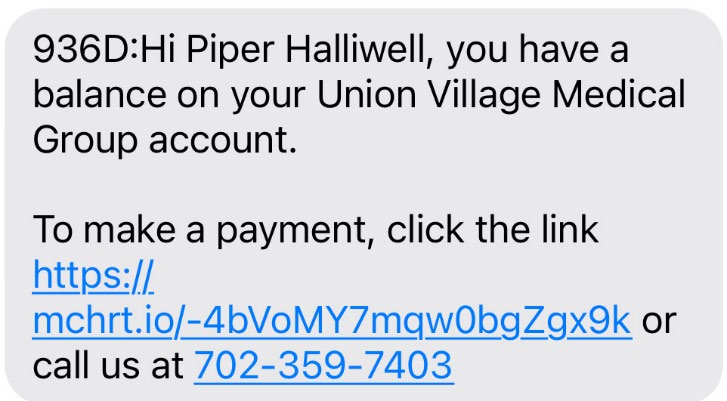 936D:Hi Piper Halliwell, you have a
balance on your Union Village Medical
Group account.
To make a payment, click the link
https://
mchrt.io/-4bVoMY7mqw0bgZgx9k or
call us at 702-359-7403